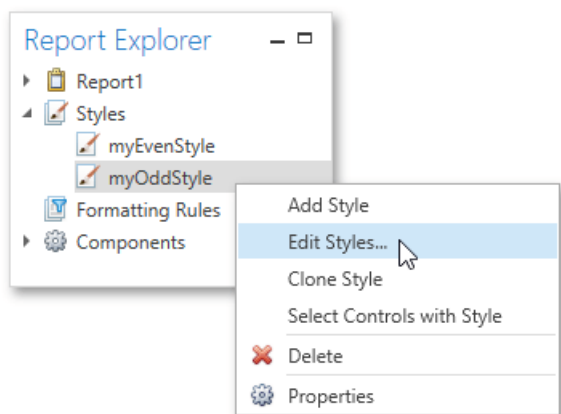 Report Explorer
Report1
Styles
myEvenStyle
myOddStyle
Formatting Rules
Components
Add Style
Edit Styles...
Clone Style
Select Controls with Style
Delete
Properties